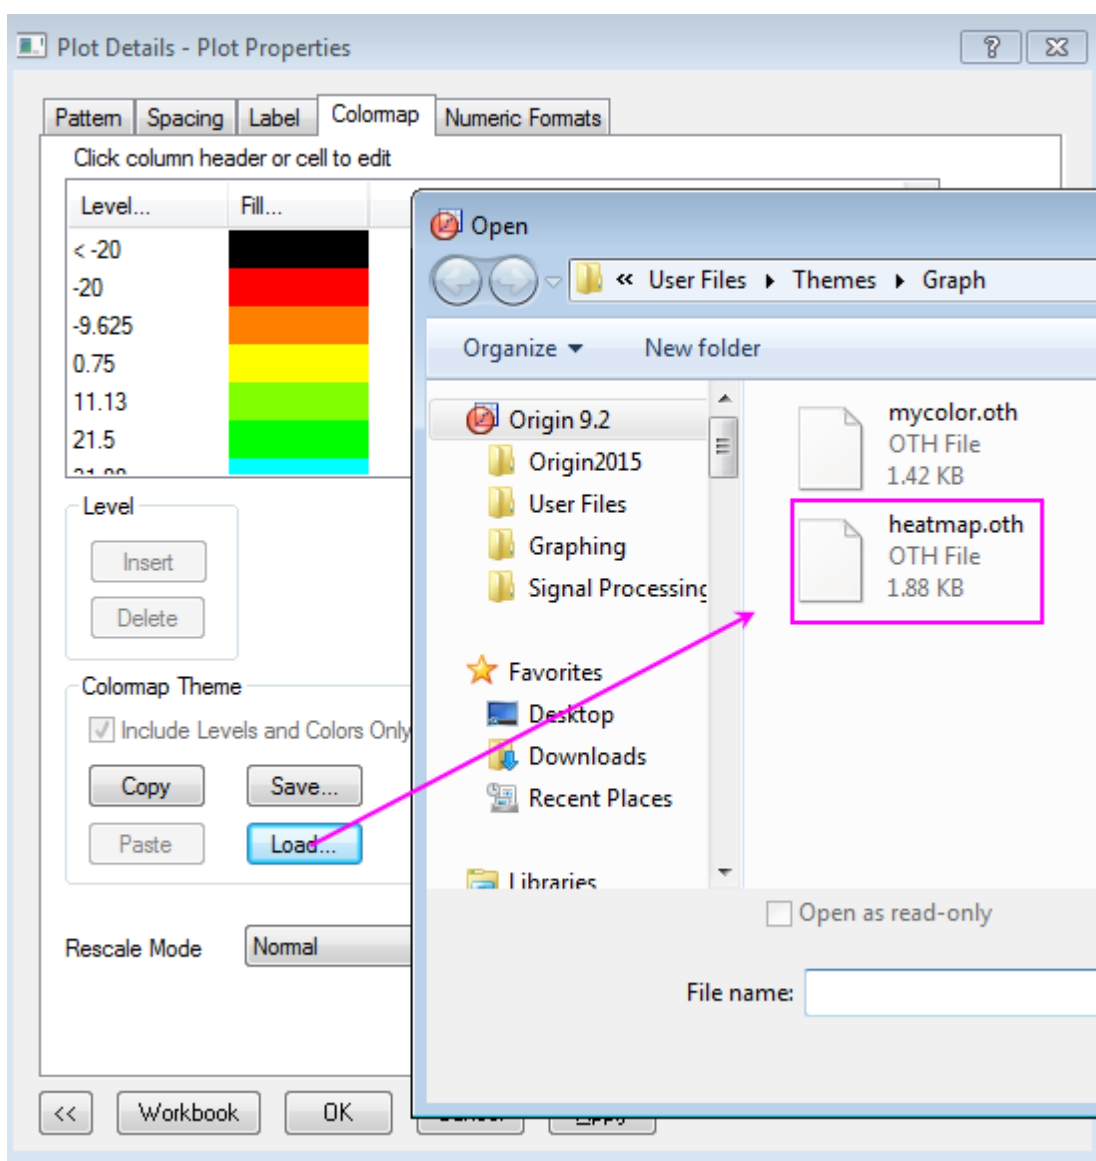 Plot Details - Plot Properties
Pattern Spacing Label Colormap Numeric Formats
Click column header or cell to edit
Level... Fill...
< -20
-20
-9.625
0.75
11.13
21.5
Level
Insert
Delete
Colormap Theme
Include Levels and Colors Only
Copy Save...
Paste Load...
Rescale Mode Normal
<< Workbook OK
Open
« User Files Themes Graph
Organize New folder
Origin 9.2
Origin2015
User Files
Graphing
Signal Processing
Favorites
Desktop
Downloads
Recent Places
Libraries
mycolor.oth
OTH File
1.42 KB
heatmap.oth
OTH File
1.88 KB
Open as read-only
File name: